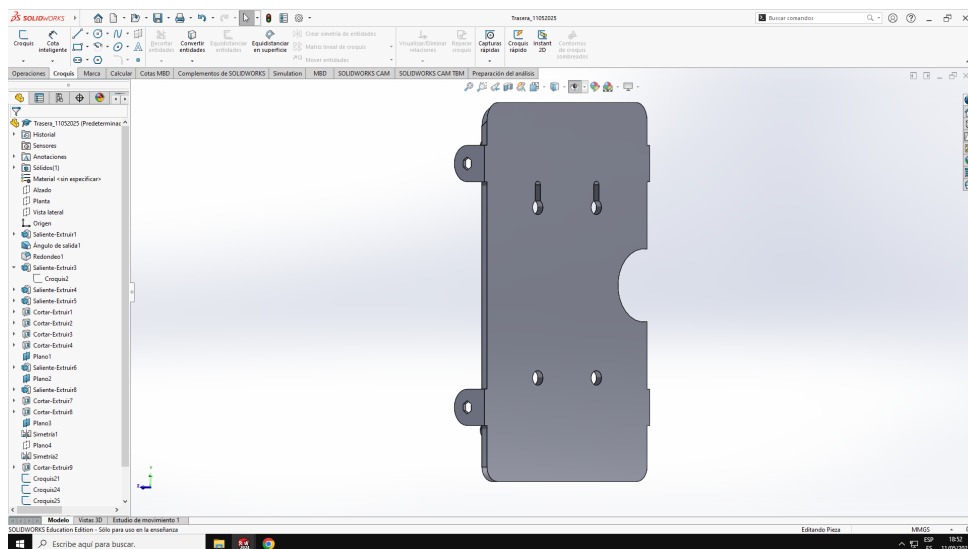 SOLIDWORKS
Trasera_11052025
Buscar comandos
Croquis
Cota inteligente
Recortar entidades
Convertir entidades
Equidistanciar entidades
Equidistanciar en superficie
Crear simetría de entidades
Matriz lineal de croquis
Mover entidades
Visualizar/Eliminar relaciones
Reparar croquis
Capturas rápidas
Croquis rápido
Instant 2D
Contornos de croquis sombreados
Operaciones
Croquis
Marca
Calcular
Cotas MBD
Complementos de SOLIDWORKS
Simulation
MBD
SOLIDWORKS CAM
SOLIDWORKS CAM TBM
Preparación del análisis
Trasera_11052025 (Predeterminac
Historial
Sensores
Anotaciones
Sólidos(1)
Material <sin especificar>
Alzado
Planta
Vista lateral
Origen
Saliente-Extruir1
Ángulo de salida1
Redondeo1
Saliente-Extruir3
Croquis2
Saliente-Extruir4
Saliente-Extruir5
Cortar-Extruir1
Cortar-Extruir2
Cortar-Extruir3
Cortar-Extruir4
Plano1
Saliente-Extruir6
Plano2
Saliente-Extruir8
Cortar-Extruir7
Cortar-Extruir8
Plano3
Simetría1
Plano4
Simetría2
Cortar-Extruir9
Croquis21
Croquis24
Croquis25
Modelo
Vistas 3D
Estudio de movimiento 1
SOLIDWORKS Education Edition - Sólo para uso en la enseñanza
Editando Pieza
MMGS
Escribe aquí para buscar.
ESP
ES
18:52